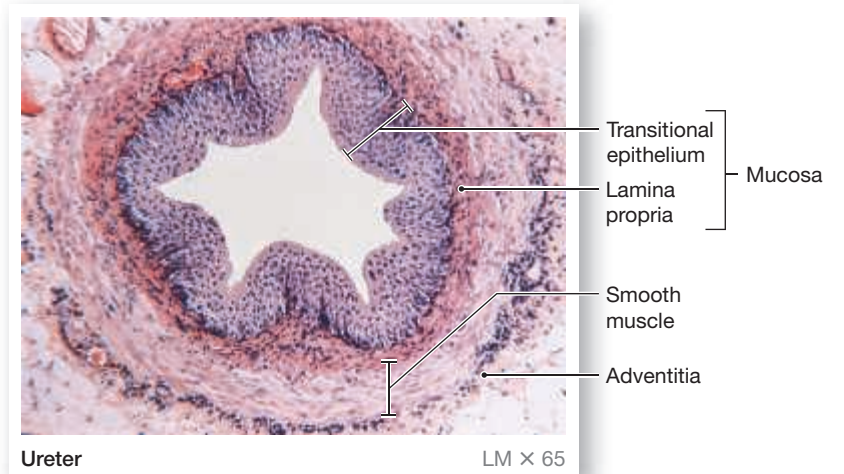 Transitional
epithelium
Lamina
propria
Mucosa
Smooth
muscle
Adventitia
Ureter
LM × 65